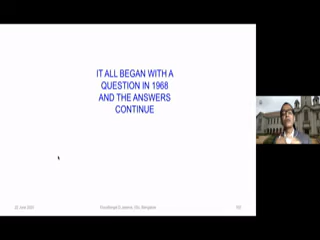 IT ALL BEGAN WITH A
QUESTION IN 1968
AND THE ANSWERS
CONTINUE